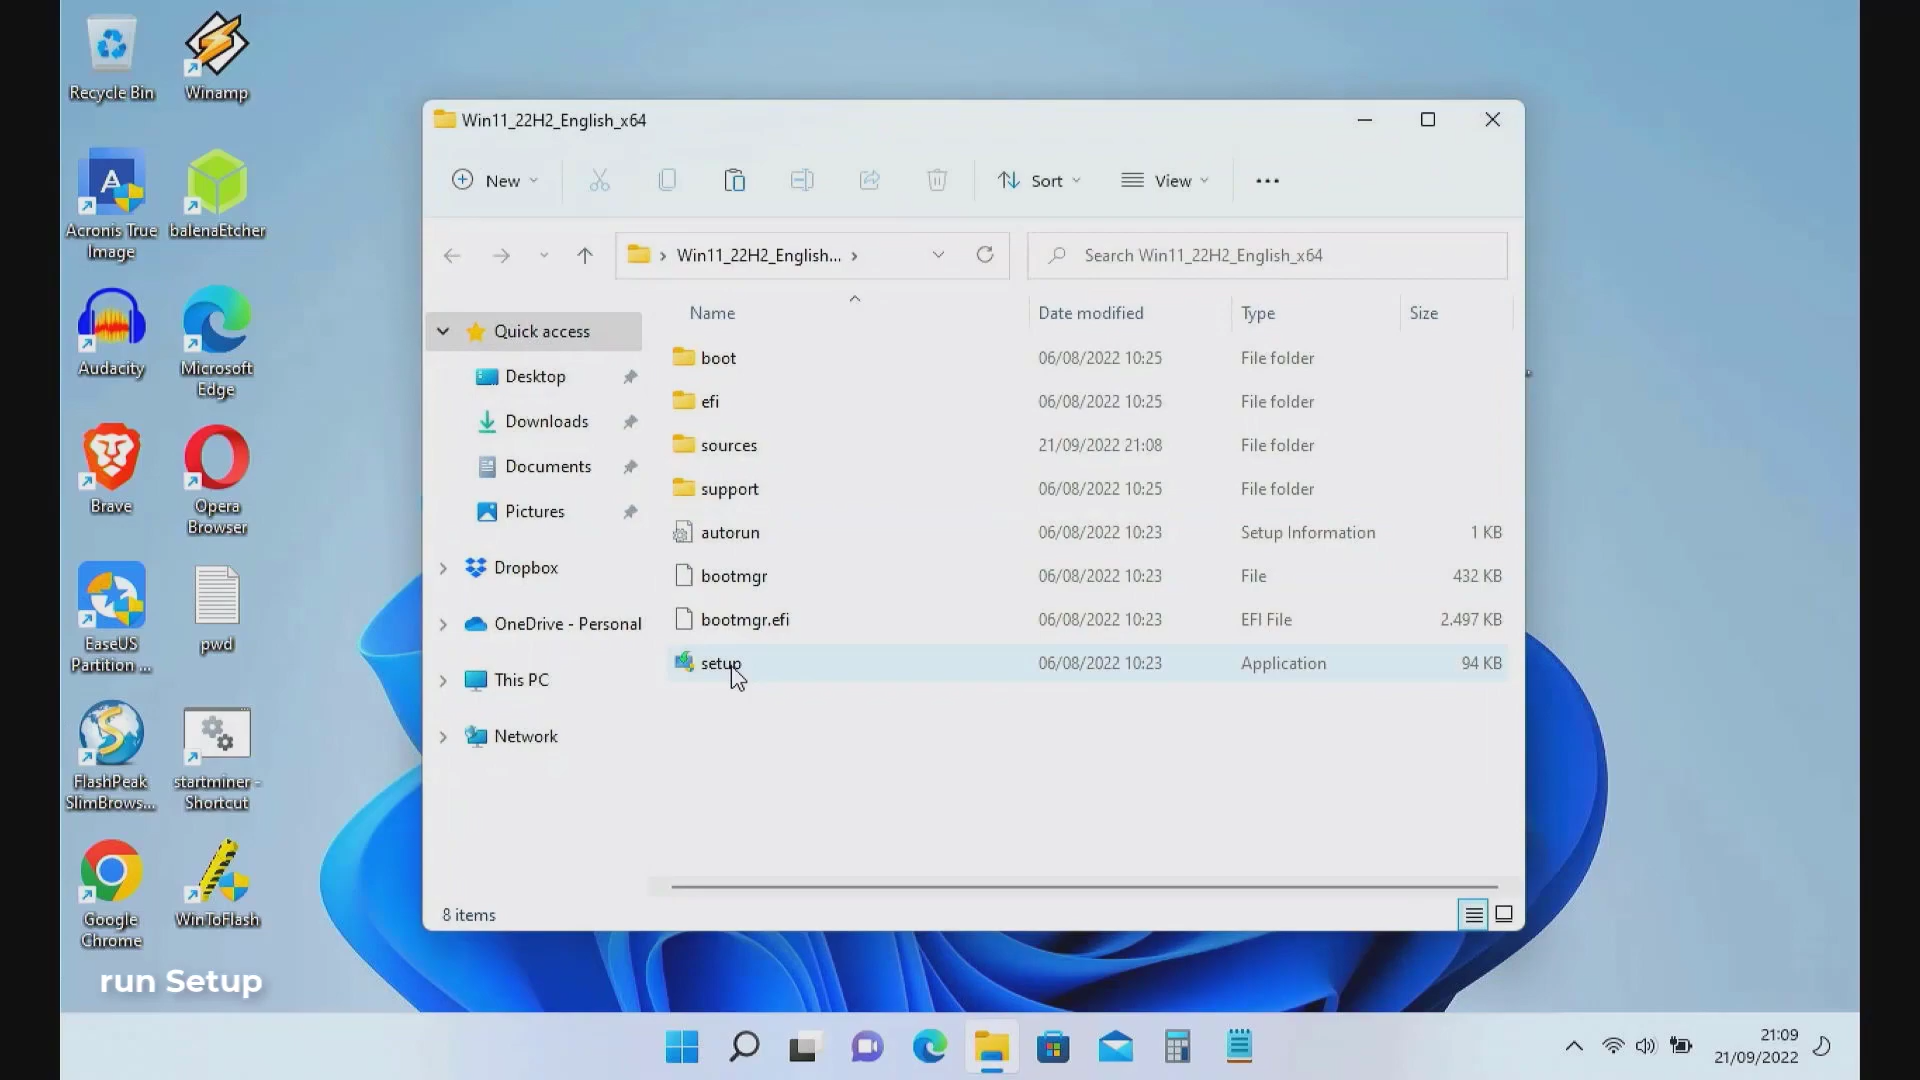 Recycle Bin
Winamp
Acronis True
Image
balenaEtcher
Audacity
Microsoft
Edge
Brave
Opera
Browser
EaseUS
Partition ...
pwd
FlashPeak
SlimBrows...
startminer -
Shortcut
Google
Chrome
WinToFlash
run Setup
Win11_22H2_English_x64
New
Sort
View
Win11_22H2_English...
Search Win11_22H2_English_x64
Quick access
Desktop
Downloads
Documents
Pictures
Dropbox
OneDrive - Personal
This PC
Network
Name Date modified Type Size
boot 06/08/2022 10:25 File folder
efi 06/08/2022 10:25 File folder
sources 21/09/2022 21:08 File folder
support 06/08/2022 10:25 File folder
autorun 06/08/2022 10:23 Setup Information 1 KB
bootmgr 06/08/2022 10:23 File 432 KB
bootmgr.efi 06/08/2022 10:23 EFI File 2.497 KB
setup 06/08/2022 10:23 Application 94 KB
8 items
21:09
21/09/2022